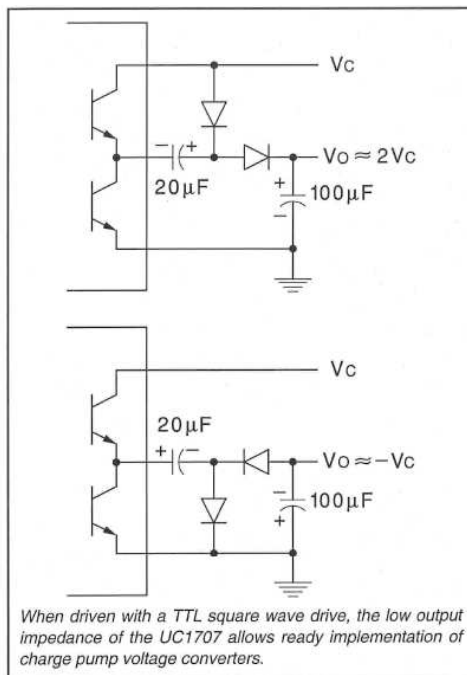 Vc
− +
Vo ≈ 2Vc
20µF
+
100µF
−
Vc
20µF
+ −
Vo ≈ −Vc
−
100µF
+
When driven with a TTL square wave drive, the low output
impedance of the UC1707 allows ready implementation of
charge pump voltage converters.